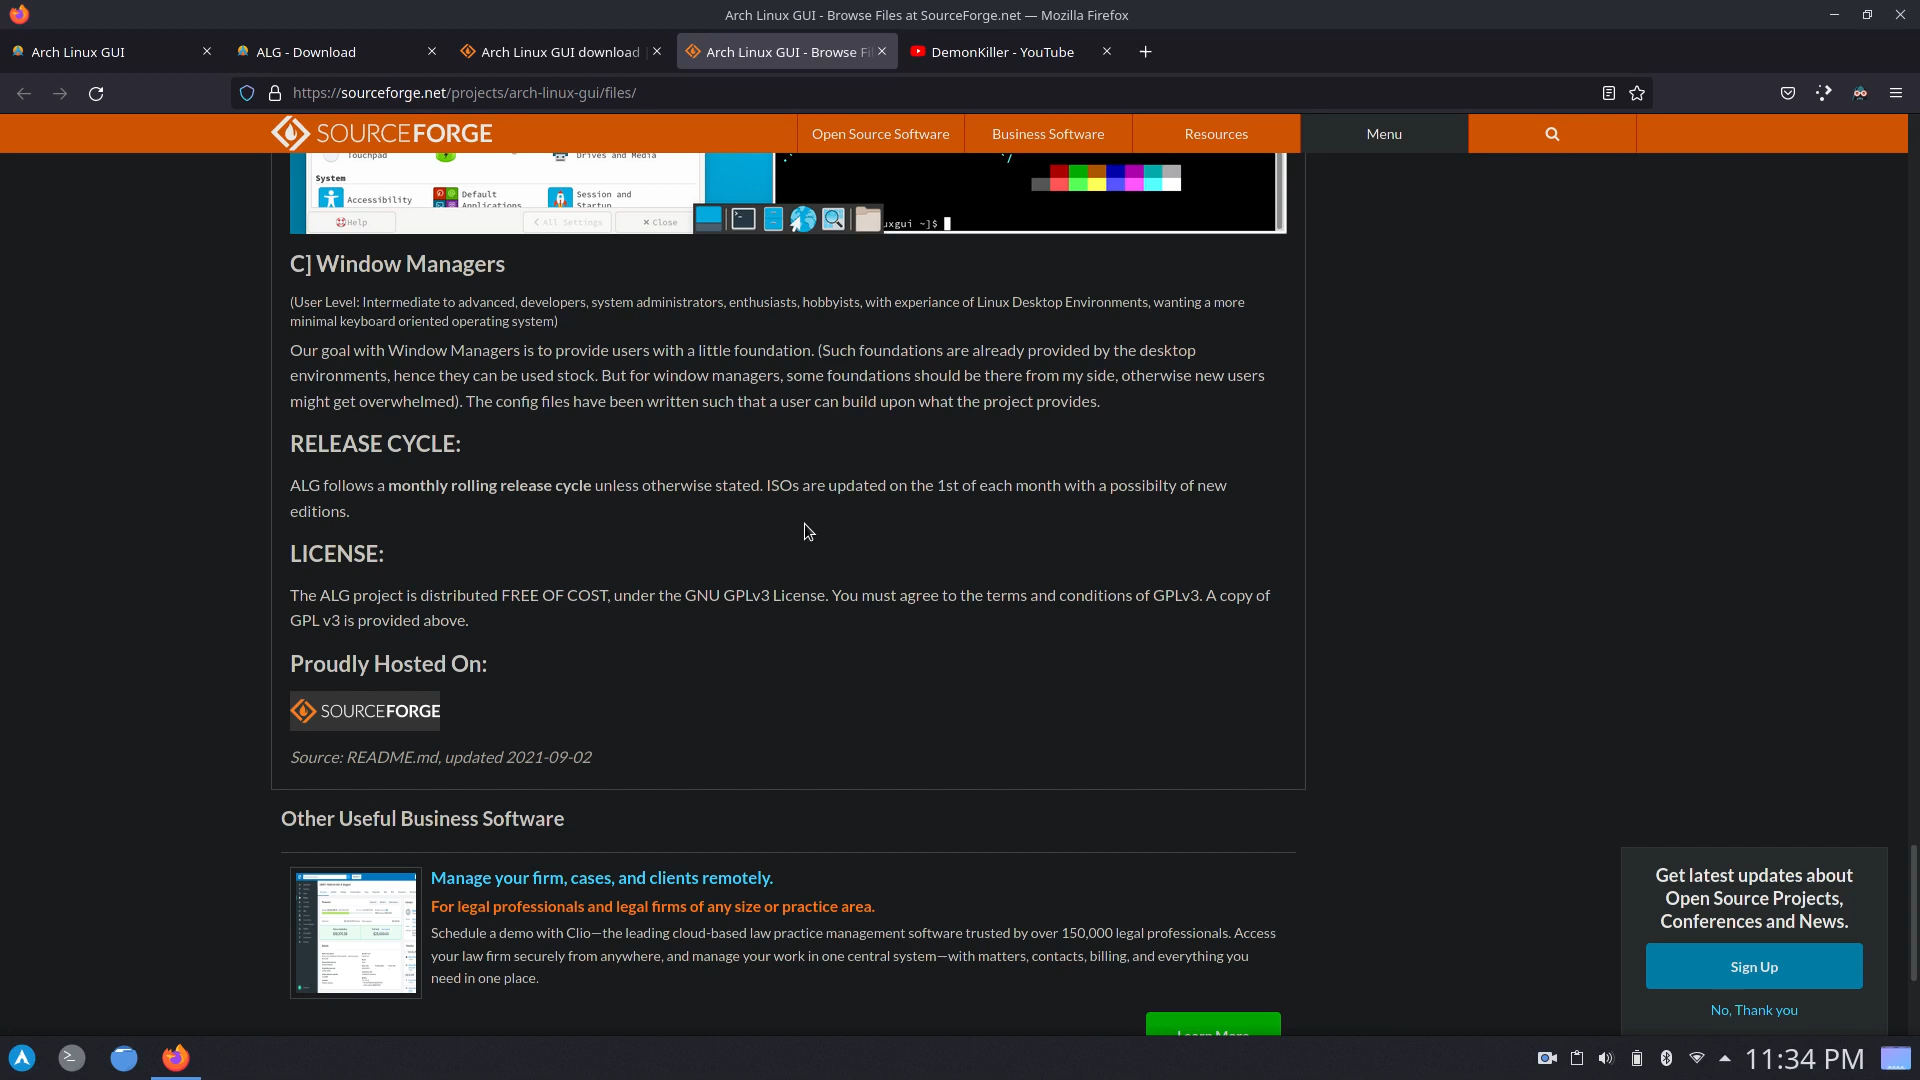 Arch Linux GUI - Browse Files at SourceForge.net — Mozilla Firefox
Arch Linux GUI
ALG - Download
Arch Linux GUI download |
Arch Linux GUI - Browse Fil
DemonKiller - YouTube
https://sourceforge.net/projects/arch-linux-gui/files/
SOURCEFORGE
Open Source Software
Business Software
Resources
Menu
Touchpad
Drives and Media
System
Accessibility
Default
Applications
Session and
Startup
Help
< All Settings
✕ Close
uxgui ~]$
C] Window Managers
(User Level: Intermediate to advanced, developers, system administrators, enthusiasts, hobbyists, with experiance of Linux Desktop Environments, wanting a more
minimal keyboard oriented operating system)
Our goal with Window Managers is to provide users with a little foundation. (Such foundations are already provided by the desktop
environments, hence they can be used stock. But for window managers, some foundations should be there from my side, otherwise new users
might get overwhelmed). The config files have been written such that a user can build upon what the project provides.
RELEASE CYCLE:
ALG follows a monthly rolling release cycle unless otherwise stated. ISOs are updated on the 1st of each month with a possibilty of new
editions.
LICENSE:
The ALG project is distributed FREE OF COST, under the GNU GPLv3 License. You must agree to the terms and conditions of GPLv3. A copy of
GPL v3 is provided above.
Proudly Hosted On:
SOURCEFORGE
Source: README.md, updated 2021-09-02
Other Useful Business Software
Manage your firm, cases, and clients remotely.
For legal professionals and legal firms of any size or practice area.
Schedule a demo with Clio—the leading cloud-based law practice management software trusted by over 150,000 legal professionals. Access
your law firm securely from anywhere, and manage your work in one central system—with matters, contacts, billing, and everything you
need in one place.
Learn More
Get latest updates about
Open Source Projects,
Conferences and News.
Sign Up
No, Thank you
11:34 PM